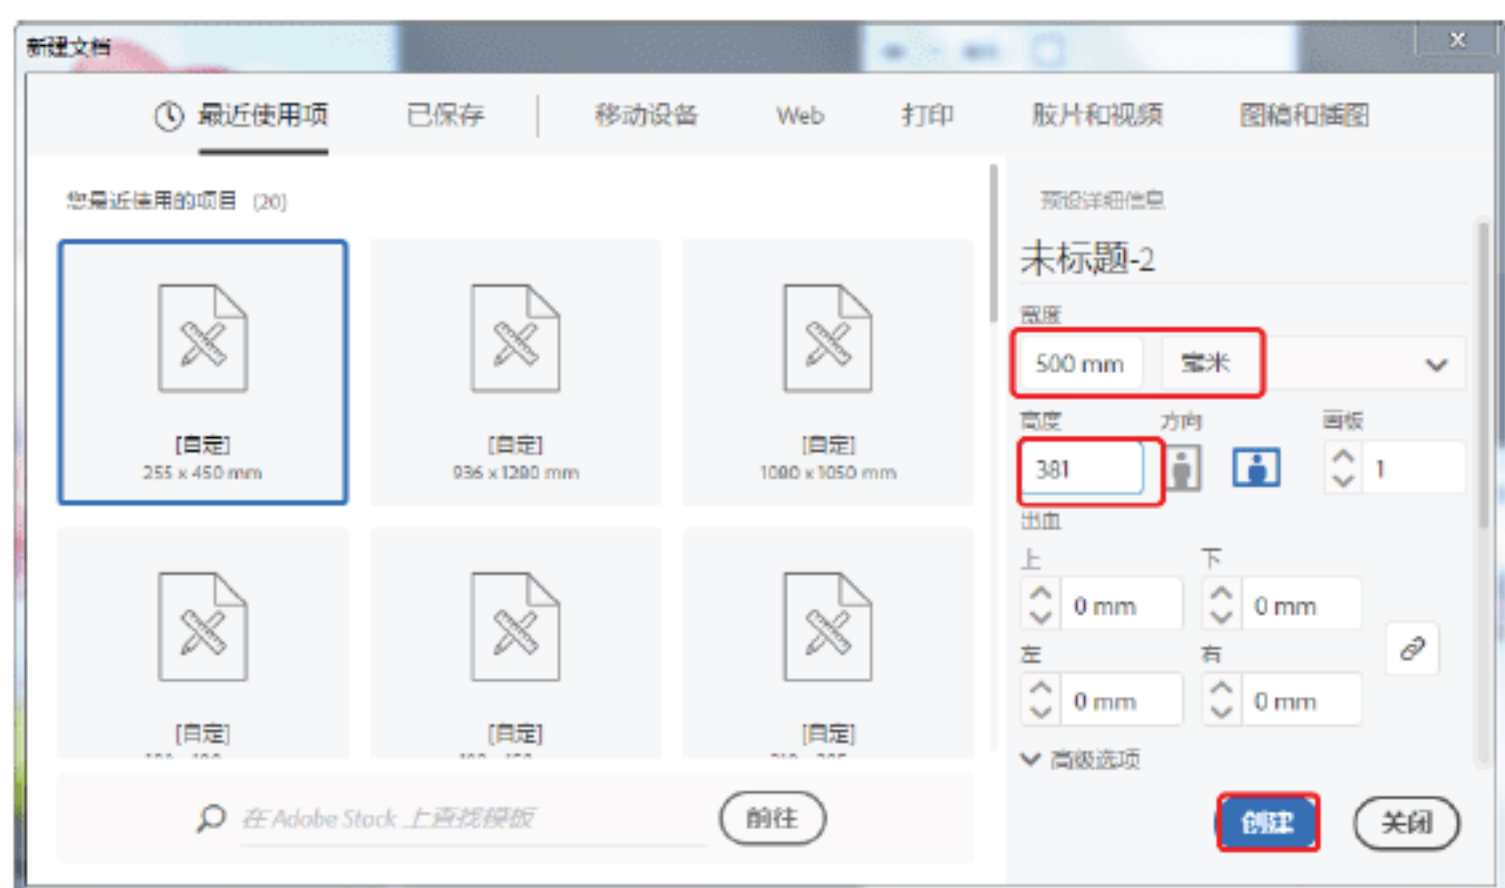 新建文档
最近使用项 已保存 移动设备 Web 打印 胶片和视频 图稿和插图
您最近使用的项目 (20)
[自定]
255 x 450 mm
[自定]
936 x 1280 mm
[自定]
1080 x 1050 mm
[自定]
[自定]
[自定]
在 Adobe Stock 上查找模板
前往
预设详细信息
未标题-2
宽度
500 mm 毫米
高度 方向 画板
381 1
出血
上 下
0 mm 0 mm
左 右
0 mm 0 mm
高级选项
创建 关闭